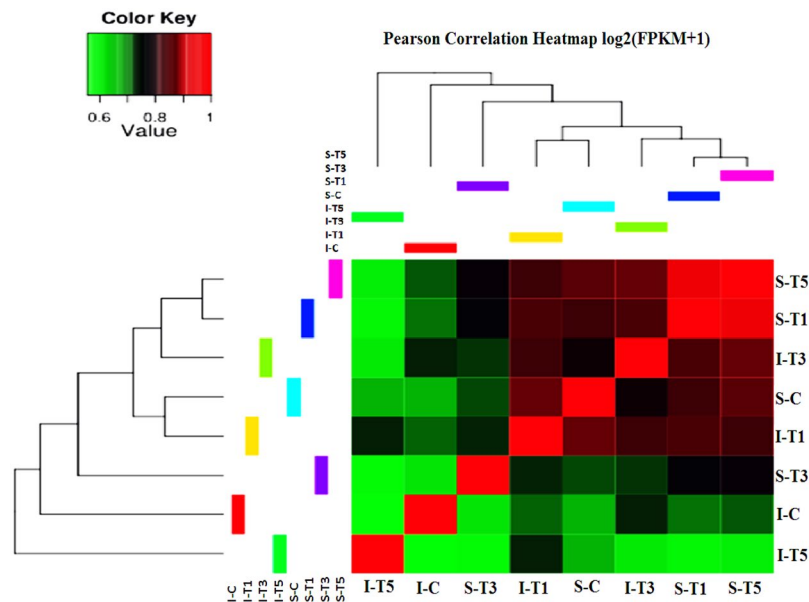 Color Key
0.6 0.8 1
Value
Pearson Correlation Heatmap log2(FPKM+1)
S-T5
S-T3
S-T1
S-C
I-T5
I-T3
I-T1
I-C
S-T5
S-T1
I-T3
S-C
I-T1
S-T3
I-C
I-T5
I-C I-T1 I-T3 I-T5 S-C S-T1 S-T3 S-T5
I-T5 I-C S-T3 I-T1 S-C I-T3 S-T1 S-T5